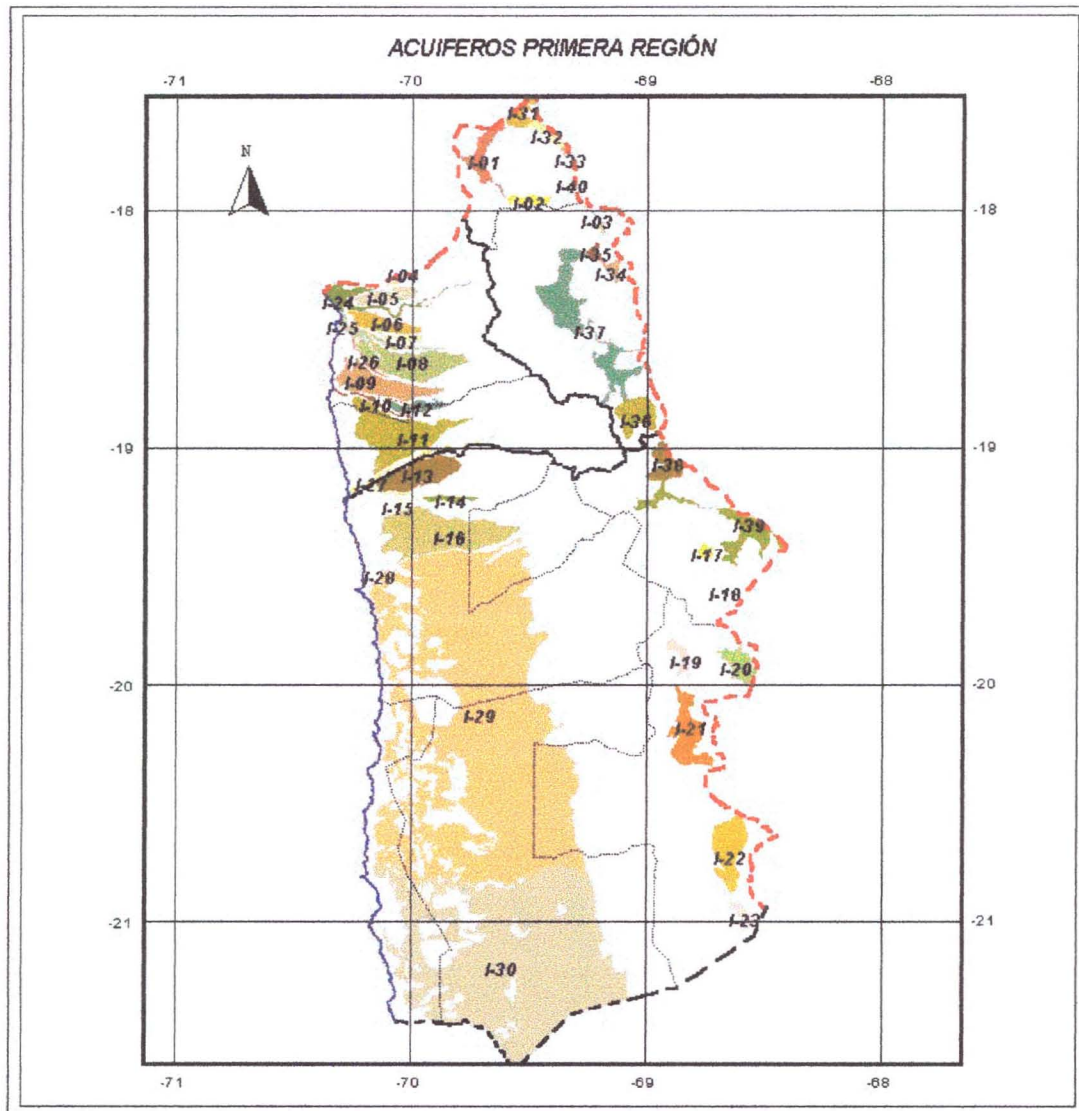 ACUIFEROS PRIMERA REGIÓN
-71 -70 -69 -68
N
I-31
I-32
I-01 I-33
I-40
I-02
-18 -18
I-03
I-35
I-04 I-34
I-24 I-05
I-25 I-06 I-37
I-07
I-26 I-08
I-09
I-10 I-12
I-36
I-11
-19 -19
I-38
I-13
I-27
I-14
I-15
I-39
I-16
I-17
I-28
I-18
I-19 I-20
-20 -20
I-29
I-21
I-22
-21 -21
I-23
I-30
-71 -70 -69 -68